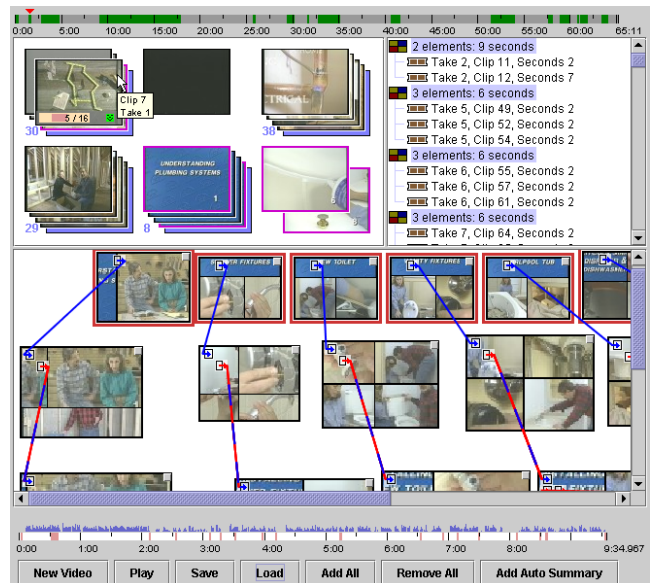 0:00 5:00 10:00 15:00 20:00 25:00 30:00 35:00 40:00 45:00 50:00 55:00 60:00 65:11
Clip 7
Take 1
5 / 16
30
38
UNDERSTANDING
PLUMBING SYSTEMS
1
29
8
6
2 elements: 9 seconds
Take 2, Clip 11, Seconds 2
Take 2, Clip 12, Seconds 7
3 elements: 6 seconds
Take 5, Clip 49, Seconds 2
Take 5, Clip 52, Seconds 2
Take 5, Clip 54, Seconds 2
3 elements: 6 seconds
Take 6, Clip 55, Seconds 2
Take 6, Clip 57, Seconds 2
Take 6, Clip 61, Seconds 2
3 elements: 6 seconds
Take 7, Clip 64, Seconds 2
FIXTURES
TOILET
FIXTURES
TUB
0:00 1:00 2:00 3:00 4:00 5:00 6:00 7:00 8:00 9:34.967
New Video Play Save Load Add All Remove All Add Auto Summary